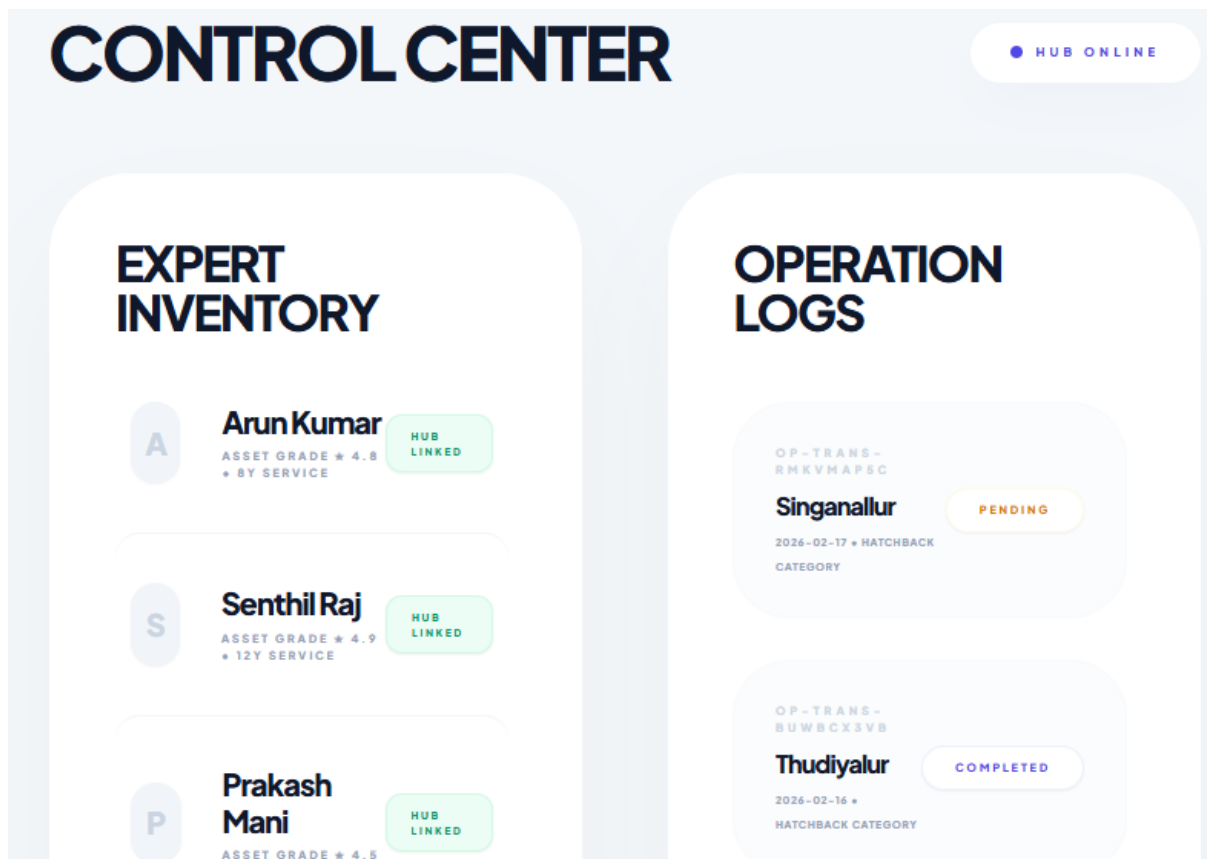 CONTROL CENTER
HUB ONLINE
EXPERT
INVENTORY
A
Arun Kumar
ASSET GRADE ★ 4.8
• 8Y SERVICE
HUB
LINKED
S
Senthil Raj
ASSET GRADE ★ 4.9
• 12Y SERVICE
HUB
LINKED
P
Prakash
Mani
ASSET GRADE ★ 4.5
HUB
LINKED
OPERATION
LOGS
OP-TRANS-
RMKVMAP5C
Singanallur
2026-02-17 • HATCHBACK
CATEGORY
PENDING
OP-TRANS-
BUWBCX3VB
Thudiyalur
2026-02-16 •
HATCHBACK CATEGORY
COMPLETED